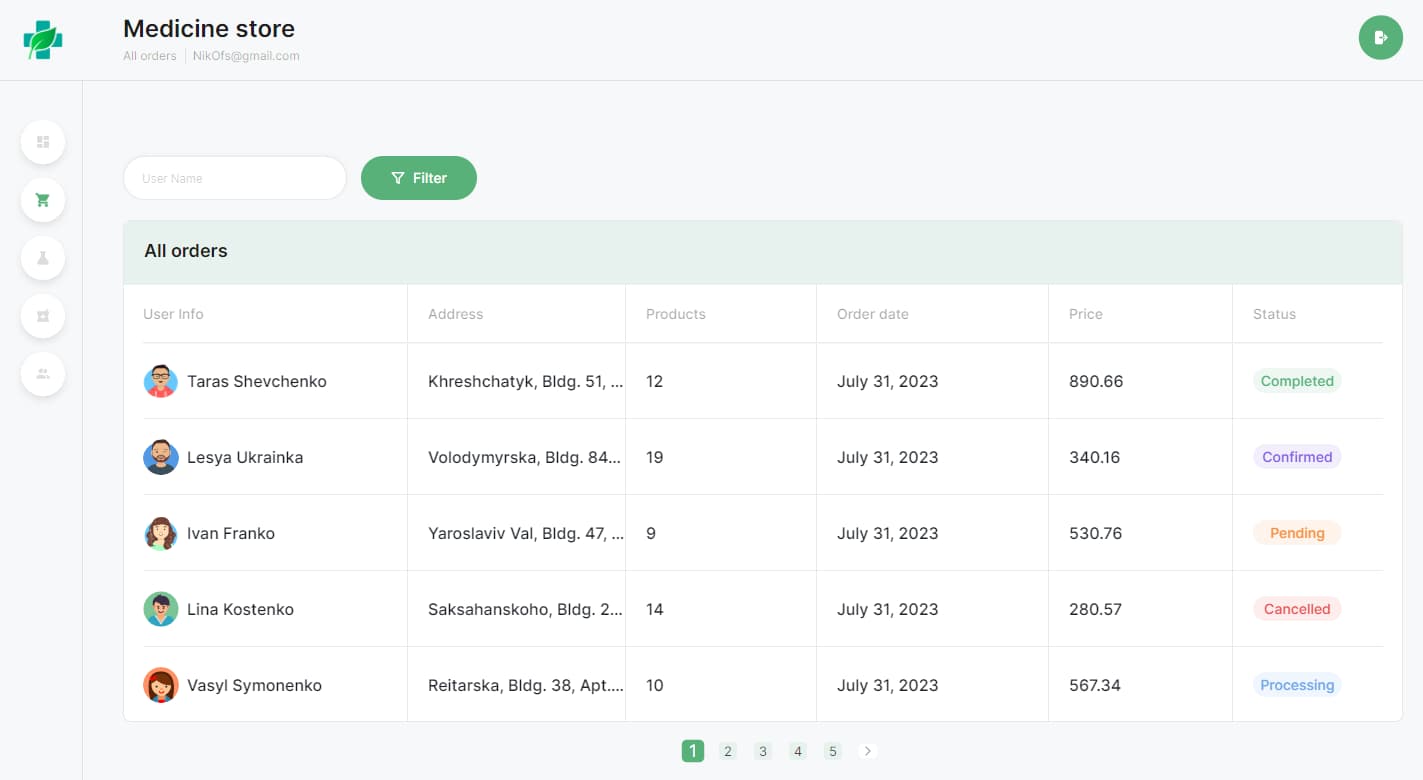 Medicine store
All orders NikOfs@gmail.com
User Name Filter
All orders
User Info Address Products Order date Price Status
Taras Shevchenko Khreshchatyk, Bldg. 51, ... 12 July 31, 2023 890.66 Completed
Lesya Ukrainka Volodymyrska, Bldg. 84... 19 July 31, 2023 340.16 Confirmed
Ivan Franko Yaroslaviv Val, Bldg. 47, ... 9 July 31, 2023 530.76 Pending
Lina Kostenko Saksahanskoho, Bldg. 2... 14 July 31, 2023 280.57 Cancelled
Vasyl Symonenko Reitarska, Bldg. 38, Apt.... 10 July 31, 2023 567.34 Processing
1 2 3 4 5